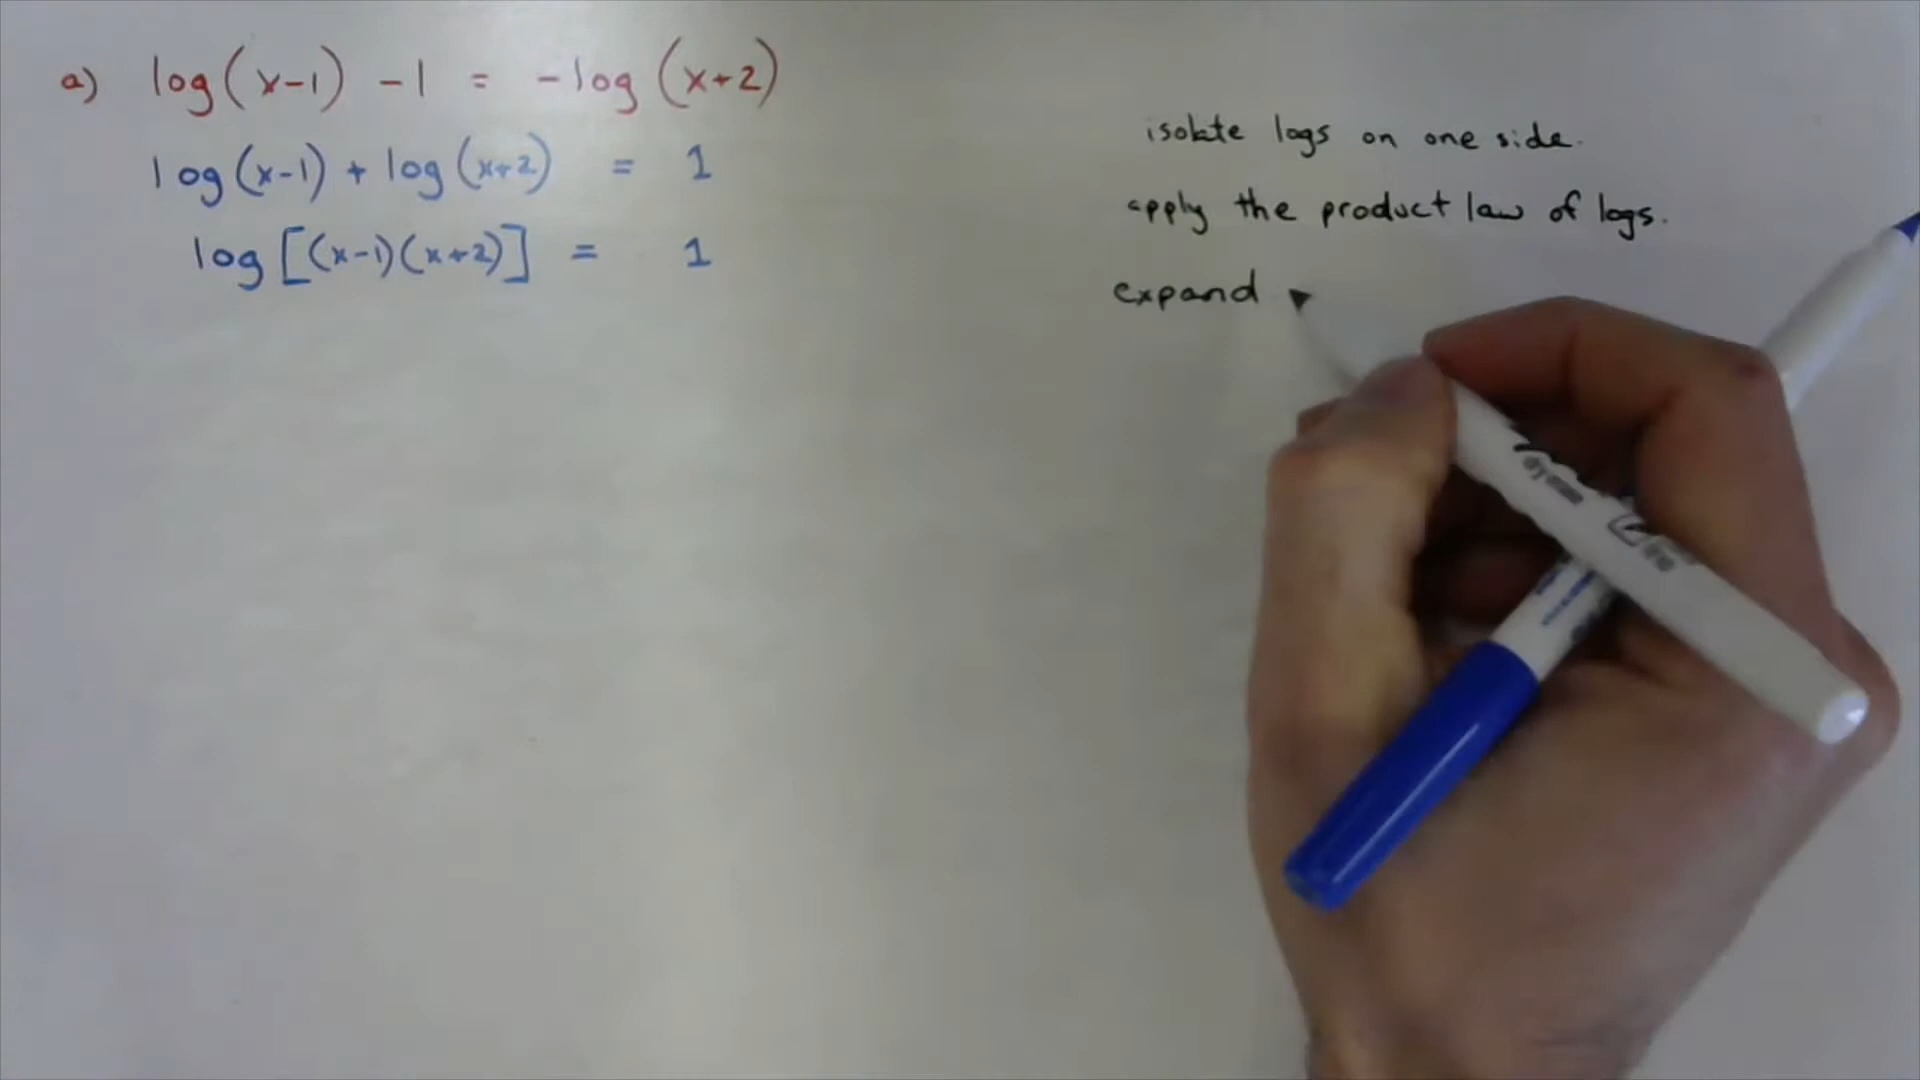 a) log(x-1) -1 = -log(x+2)
log(x-1) + log(x+2) = 1
log[(x-1)(x+2)] = 1
isolate logs on one side.
apply the product law of logs.
expand